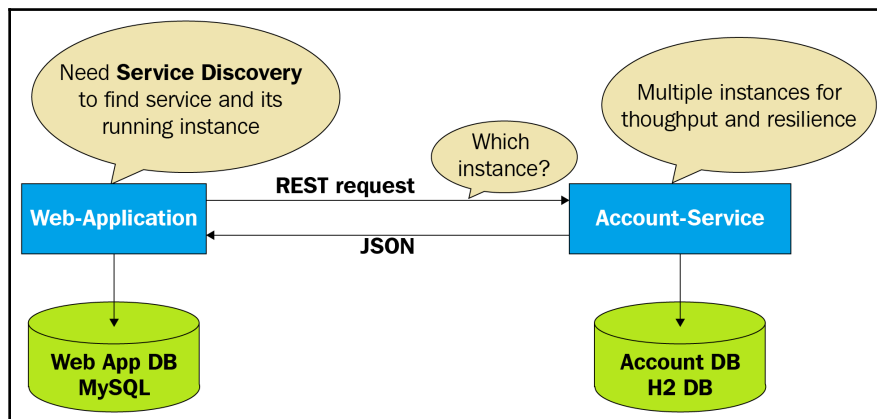 Need Service Discovery
to find service and its
running instance
Multiple instances for
thoughput and resilience
Which
instance?
REST request
Web-Application
Account-Service
JSON
Web App DB
MySQL
Account DB
H2 DB